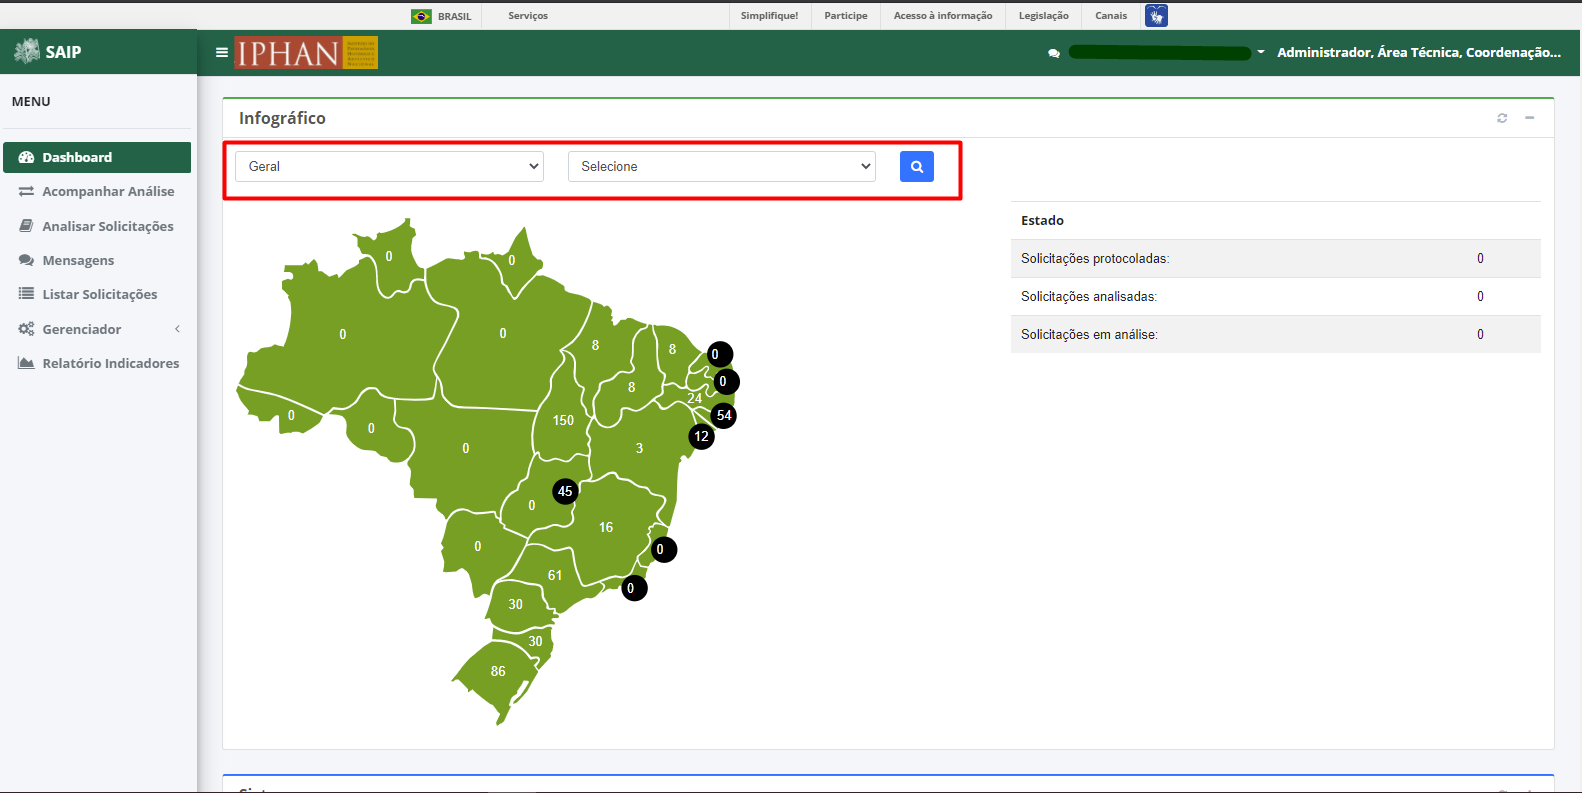 BRASIL
Serviços
Simplifique!
Participe
Acesso à informação
Legislação
Canais
SAIP
IPHAN
Administrador, Área Técnica, Coordenação...
MENU
Dashboard
Acompanhar Análise
Analisar Solicitações
Mensagens
Listar Solicitações
Gerenciador
Relatório Indicadores
Infográfico
Geral
Selecione
0
0
0
0
8
8
0
8
0
24
54
12
0
0
150
0
3
45
0
16
0
0
61
0
30
30
86
Estado
Solicitações protocoladas: 0
Solicitações analisadas: 0
Solicitações em análise: 0